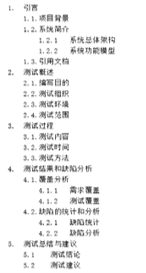 1. 引言
1.1.项目背景
1.2.系统简介
1.2.1 系统总体架构
1.2.2 系统功能模型
1.3.引用文档
2. 测试概述
2.1.编写目的
2.2.测试组织
2.3.测试环境
2.4.测试范围
3. 测试过程
3.1.测试内容
3.2.测试时间
3.3.测试方法
4. 测试结果和缺陷分析
4.1.覆盖分析
4.1.1 需求覆盖
4.1.2 测试覆盖
4.2.缺陷的统计和分析
4.2.1 缺陷统计
4.2.2 缺陷分析
5. 测试总结与建议
5.1 测试结论
5.2 测试建议